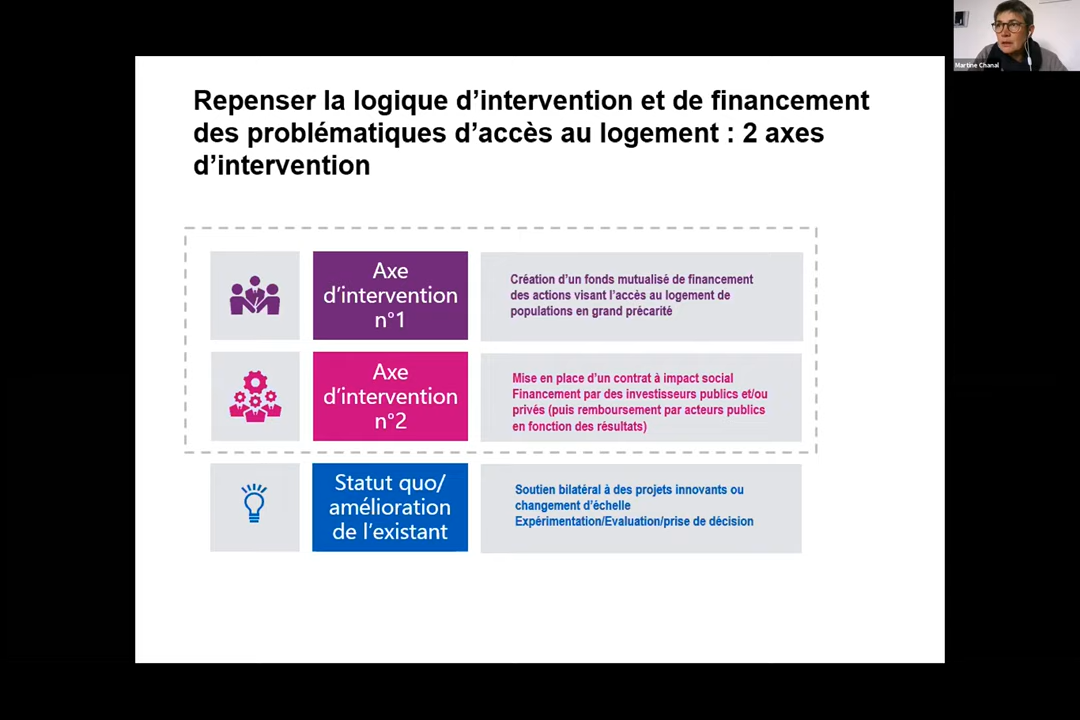 Martine Chanal
Repenser la logique d’intervention et de financement
des problématiques d’accès au logement : 2 axes
d’intervention
Axe
d’intervention
n°1
Création d’un fonds mutualisé de financement
des actions visant l’accès au logement de
populations en grand précarité
Axe
d’intervention
n°2
Mise en place d’un contrat à impact social
Financement par des investisseurs publics et/ou
privés (puis remboursement par acteurs publics
en fonction des résultats)
Statut quo/
amélioration
de l’existant
Soutien bilatéral à des projets innovants ou
changement d’échelle
Expérimentation/Evaluation/prise de décision